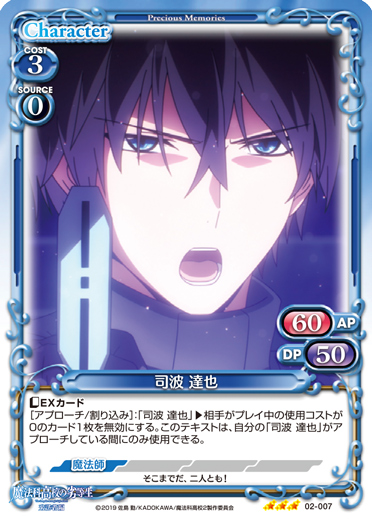 Precious Memories
Character
COST
3
SOURCE
0
60 AP
DP 50
司波 達也
EXカード
[アプローチ/割り込み]:「司波 達也」▶相手がプレイ中の使用コストが
0のカード1枚を無効にする。このテキストは、自分の「司波 達也」がア
プローチしている間にのみ使用できる。
魔法師
そこまでだ、二人とも!
魔法科高校の劣等生
©2019 佐島 勤/KADOKAWA/魔法科高校2製作委員会
★★★ 02-007